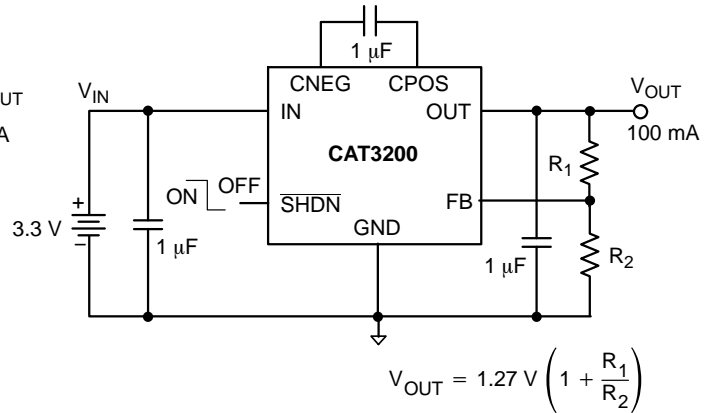 1 μF
CNEG CPOS
V_IN
IN
OUT
V_OUT
100 mA
UT
A
CAT3200
R_1
ON OFF
SHDN
FB
3.3 V
+
−
GND
1 μF
1 μF
R_2
V_OUT = 1.27 V (1 + R_1/R_2)